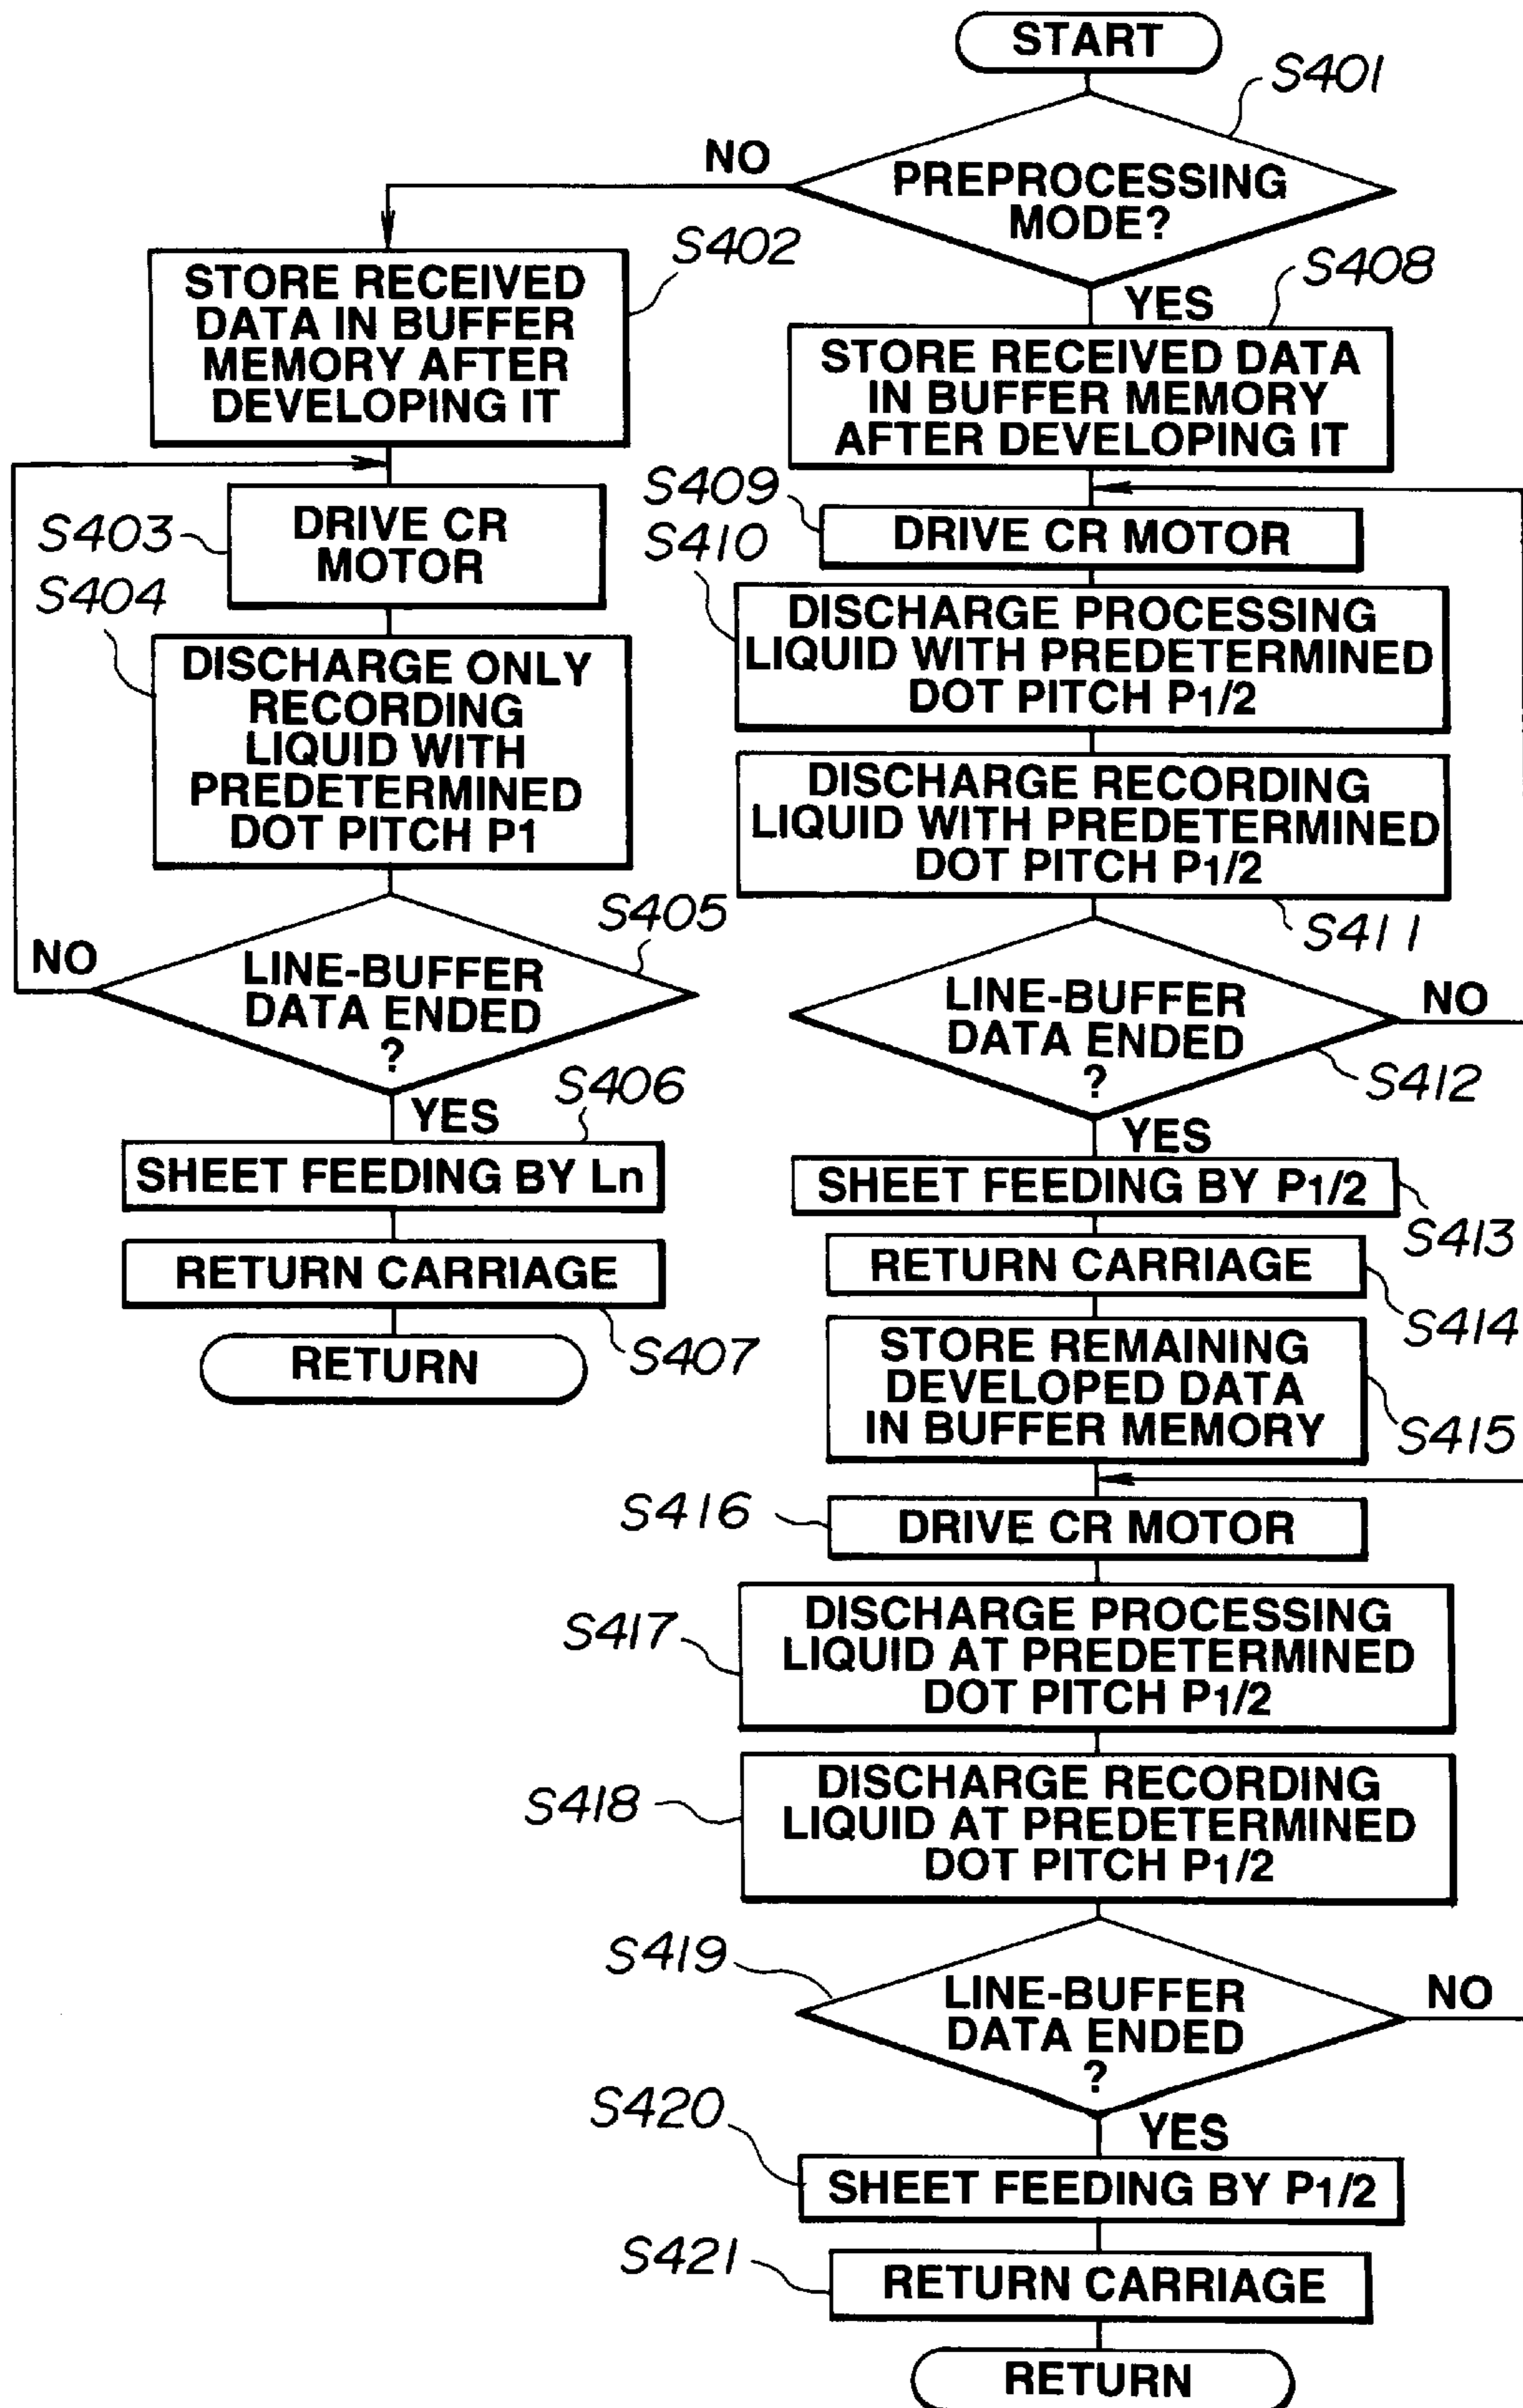 START
S401
PREPROCESSING
MODE?
NO
YES
S402
STORE RECEIVED
DATA IN BUFFER
MEMORY AFTER
DEVELOPING IT
S403
DRIVE CR
MOTOR
S404
DISCHARGE ONLY
RECORDING
LIQUID WITH
PREDETERMINED
DOT PITCH P1
S405
NO
LINE-BUFFER
DATA ENDED
?
YES
S406
SHEET FEEDING BY Ln
RETURN CARRIAGE
S407
RETURN
S408
STORE RECEIVED DATA
IN BUFFER MEMORY
AFTER DEVELOPING IT
S409
DRIVE CR MOTOR
S410
DISCHARGE PROCESSING
LIQUID WITH PREDETERMINED
DOT PITCH P1/2
DISCHARGE RECORDING
LIQUID WITH PREDETERMINED
DOT PITCH P1/2
S411
LINE-BUFFER
DATA ENDED
?
NO
S412
YES
SHEET FEEDING BY P1/2
S413
RETURN CARRIAGE
S414
STORE REMAINING
DEVELOPED DATA
IN BUFFER MEMORY
S415
S416
DRIVE CR MOTOR
S417
DISCHARGE PROCESSING
LIQUID AT PREDETERMINED
DOT PITCH P1/2
S418
DISCHARGE RECORDING
LIQUID AT PREDETERMINED
DOT PITCH P1/2
S419
LINE-BUFFER
DATA ENDED
?
NO
YES
S420
SHEET FEEDING BY P1/2
S421
RETURN CARRIAGE
RETURN